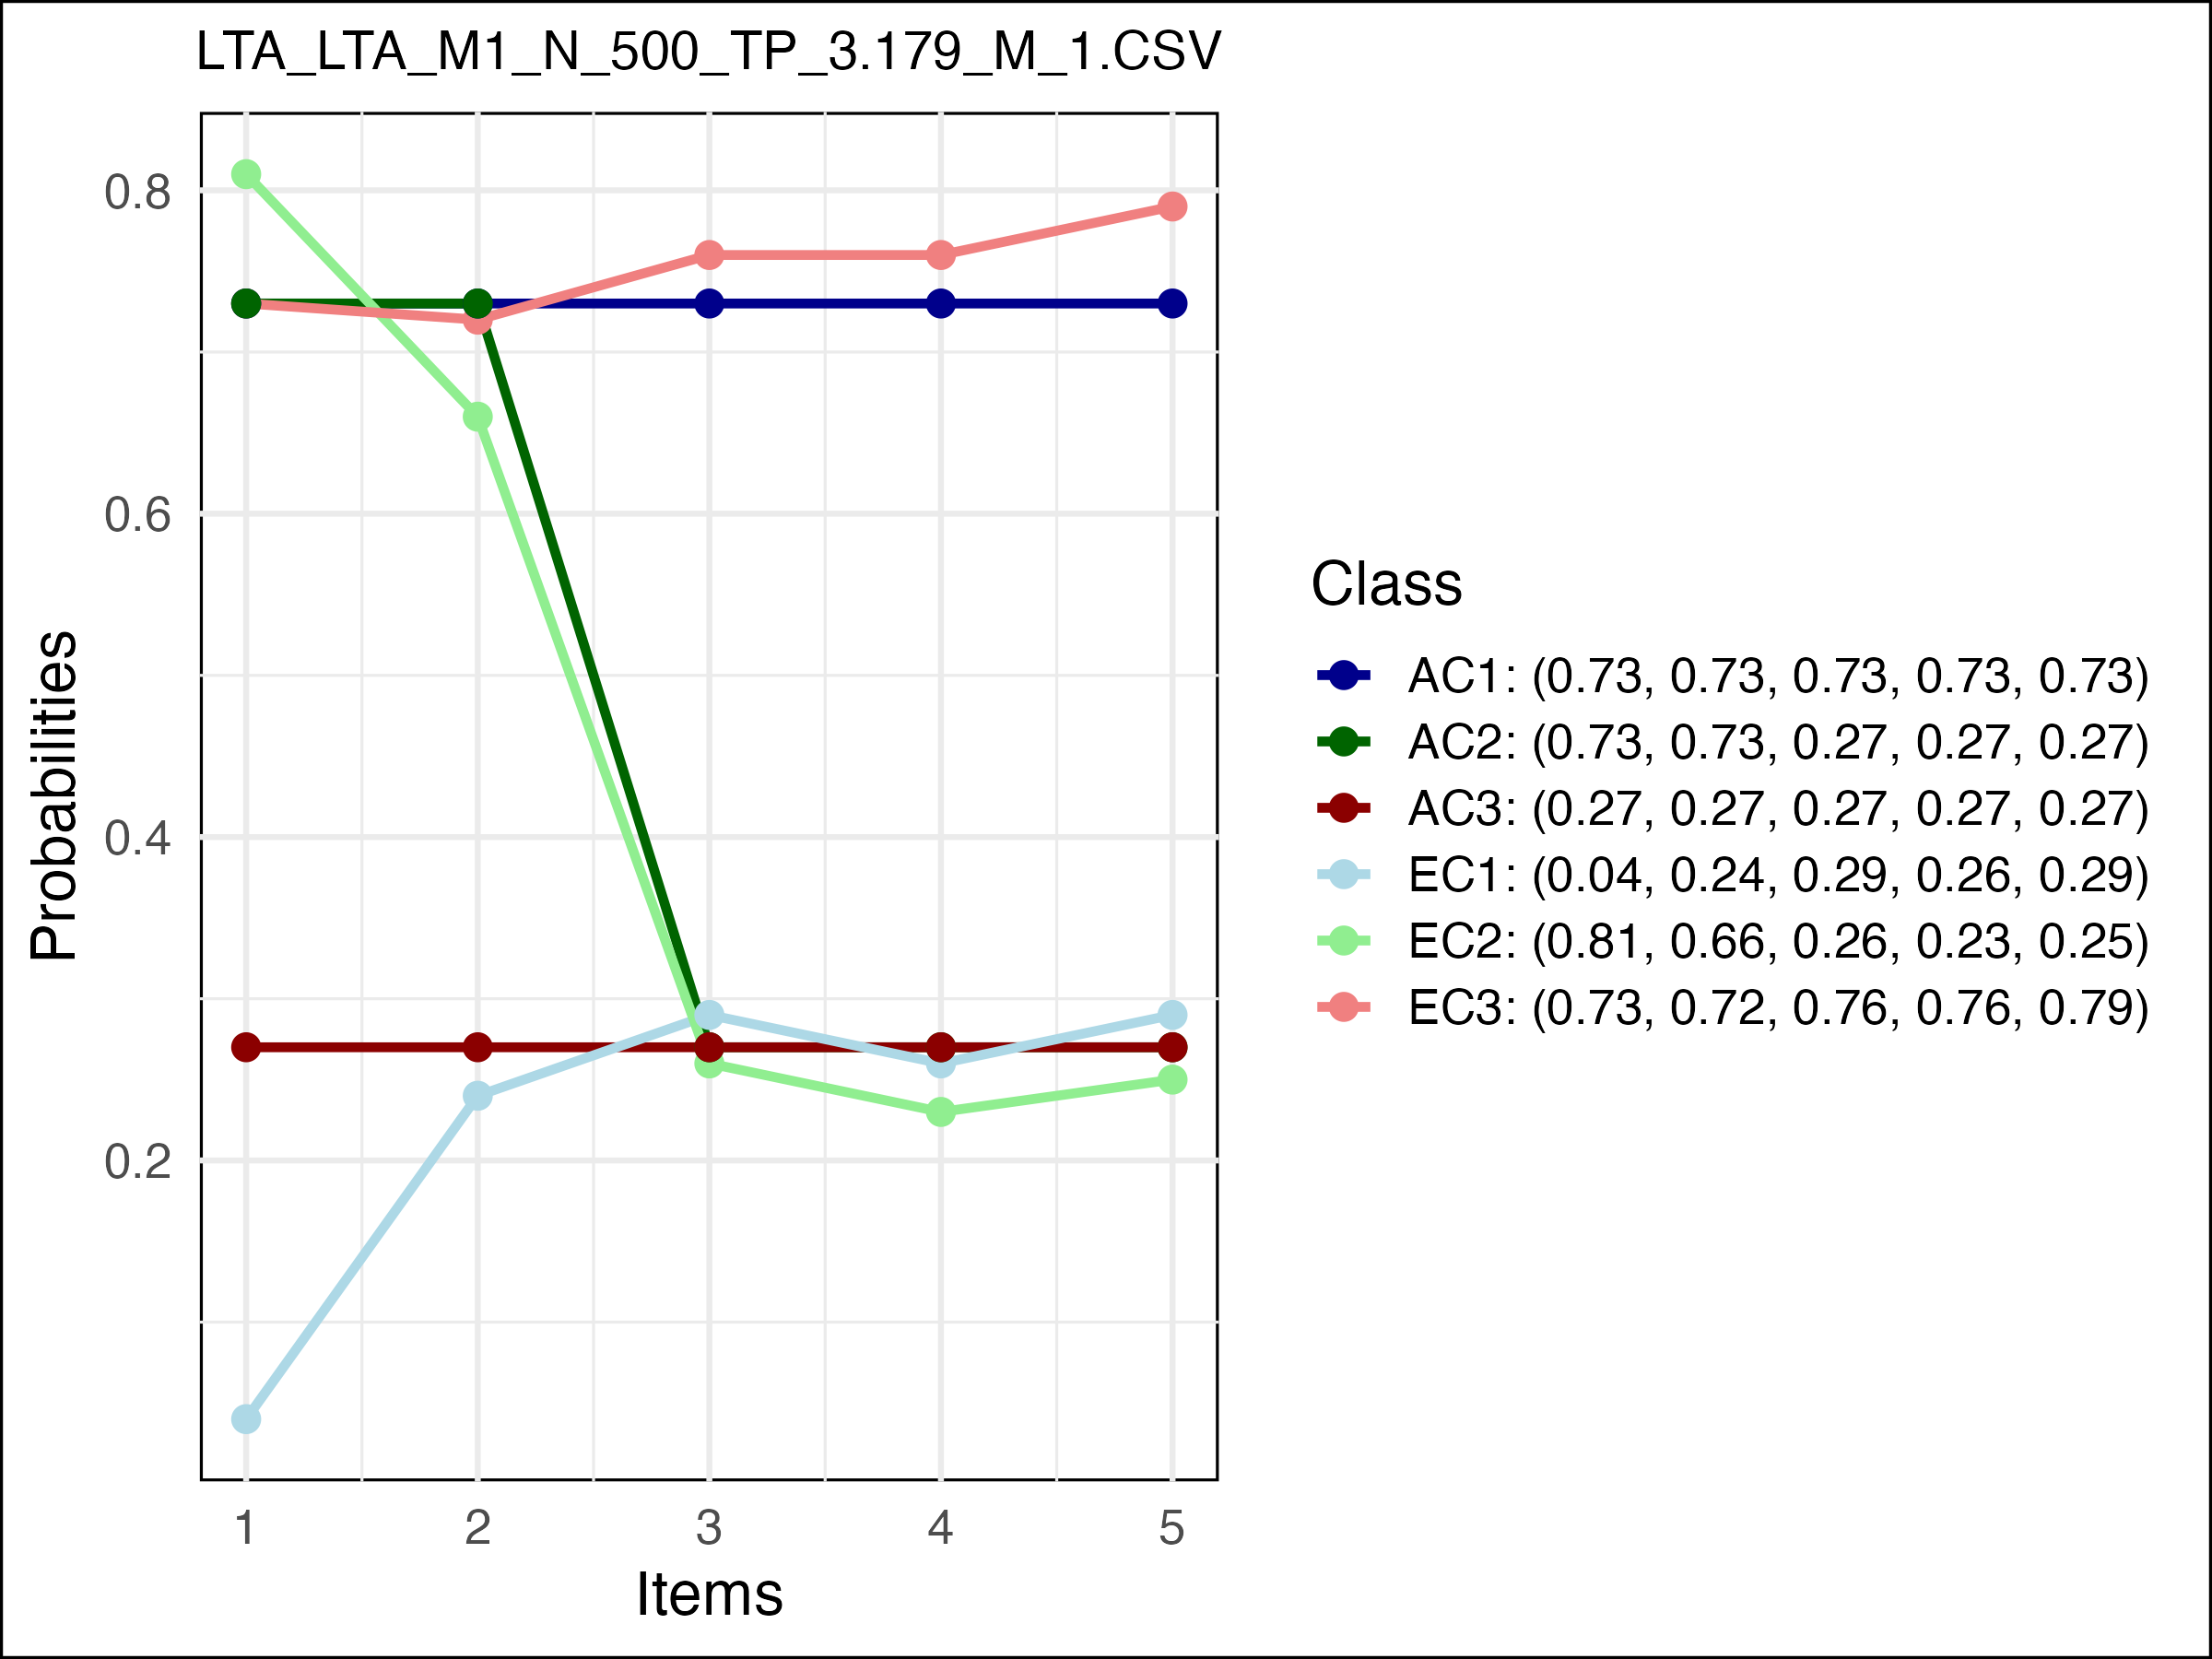 LTA_LTA_M1_N_500_TP_3.179_M_1.CSV
0.8
0.6
0.4
0.2
Probabilities
1 2 3 4 5
Items
Class
AC1: (0.73, 0.73, 0.73, 0.73, 0.73)
AC2: (0.73, 0.73, 0.27, 0.27, 0.27)
AC3: (0.27, 0.27, 0.27, 0.27, 0.27)
EC1: (0.04, 0.24, 0.29, 0.26, 0.29)
EC2: (0.81, 0.66, 0.26, 0.23, 0.25)
EC3: (0.73, 0.72, 0.76, 0.76, 0.79)